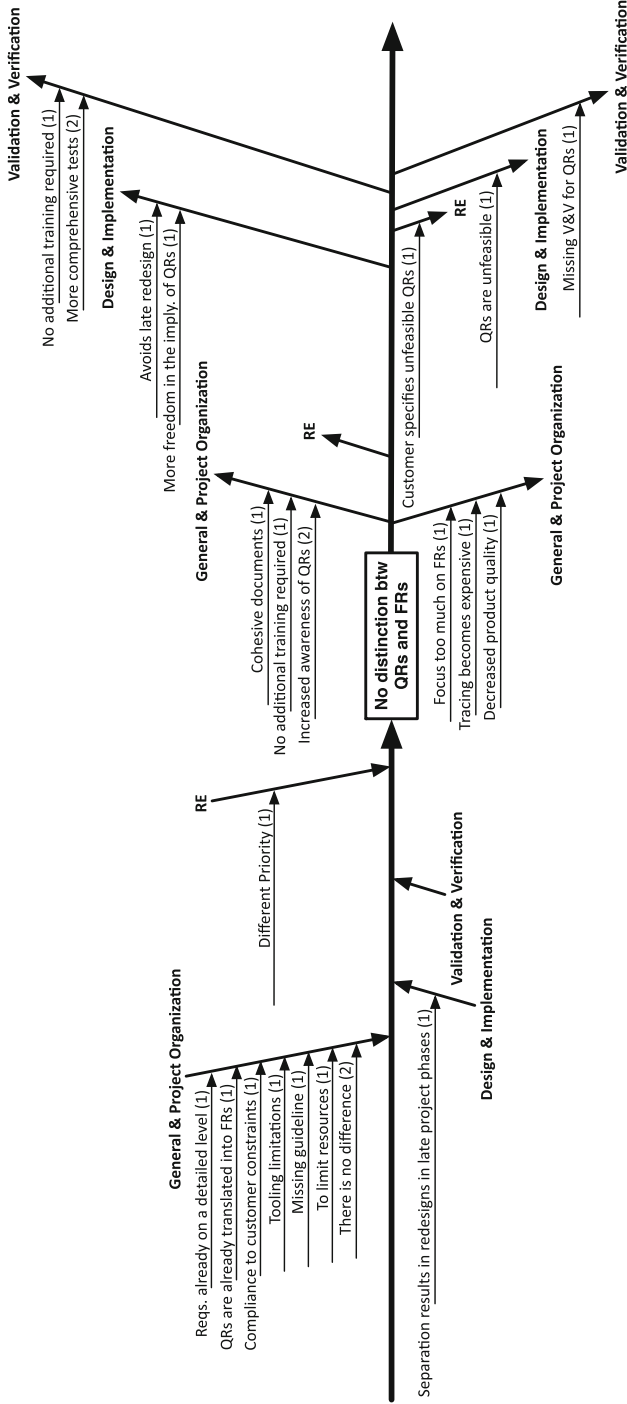 General & Project Organization
Reqs. already on a detailed level (1)
QRs are already translated into FRs (1)
Compliance to customer constraints (1)
Tooling limitations (1)
Missing guideline (1)
To limit resources (1)
There is no difference (2)
RE
Different Priority (1)
Separation results in redesigns in late project phases (1)
Design & Implementation
Validation & Verification
No distinction btw
QRs and FRs
General & Project Organization
Cohesive documents (1)
No additional training required (1)
Increased awareness of QRs (2)
RE
Design & Implementation
Avoids late redesign (1)
More freedom in the imply. of QRs (1)
Validation & Verification
No additional training required (1)
More comprehensive tests (2)
Focus too much on FRs (1)
Tracing becomes expensive (1)
Decreased product quality (1)
General & Project Organization
Customer specifies unfeasible QRs (1)
RE
QRs are unfeasible (1)
Design & Implementation
Missing V&V for QRs (1)
Validation & Verification